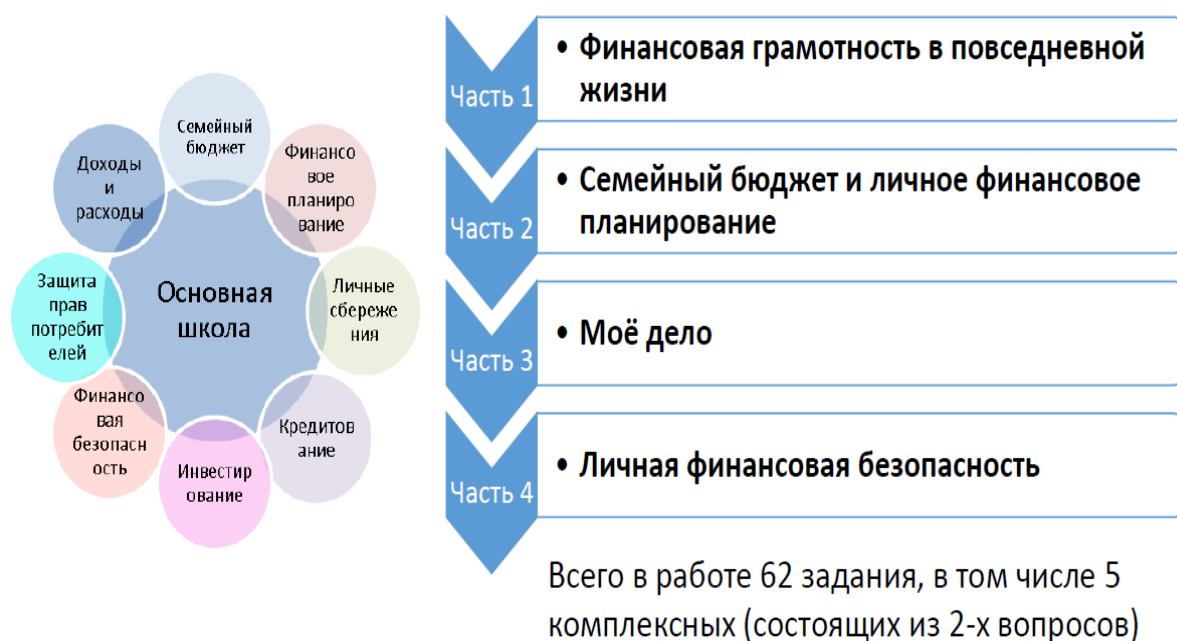 Семейный
бюджет
Финансо
вое
планиро
вание
Личные
сбереже
ния
Кредитов
ание
Инвестир
ование
Финансо
вая
безопасн
ость
Защита
прав
потребит
елей
Доходы
и
расходы
Основная
школа
Часть 1
• Финансовая грамотность в повседневной
жизни
Часть 2
• Семейный бюджет и личное финансовое
планирование
Часть 3
• Моё дело
Часть 4
• Личная финансовая безопасность
Всего в работе 62 задания, в том числе 5
комплексных (состоящих из 2-х вопросов)